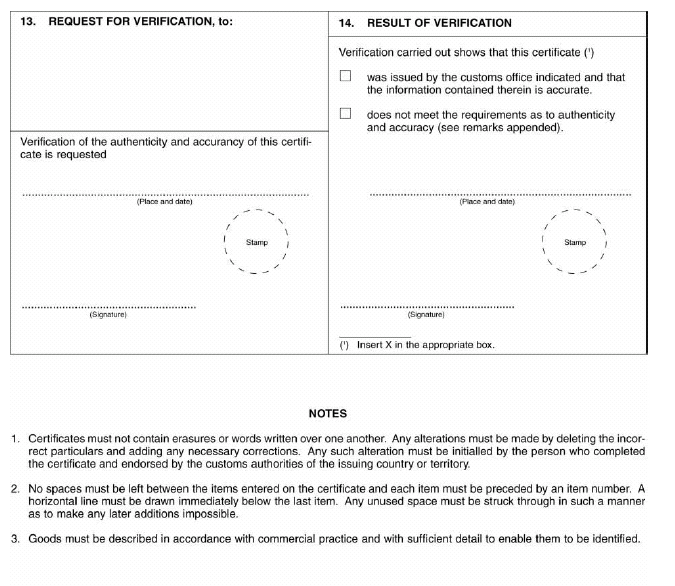 13. REQUEST FOR VERIFICATION, to:
Verification of the authenticity and accurancy of this certifi-
cate is requested
(Place and date)
Stamp
(Signature)
14. RESULT OF VERIFICATION
Verification carried out shows that this certificate (¹)
was issued by the customs office indicated and that
the information contained therein is accurate.
does not meet the requirements as to authenticity
and accuracy (see remarks appended).
(Place and date)
Stamp
(Signature)
(¹) Insert X in the appropriate box.
NOTES
1. Certificates must not contain erasures or words written over one another. Any alterations must be made by deleting the incor-
rect particulars and adding any necessary corrections. Any such alteration must be initialled by the person who completed
the certificate and endorsed by the customs authorities of the issuing country or territory.
2. No spaces must be left between the items entered on the certificate and each item must be preceded by an item number. A
horizontal line must be drawn immediately below the last item. Any unused space must be struck through in such a manner
as to make any later additions impossible.
3. Goods must be described in accordance with commercial practice and with sufficient detail to enable them to be identified.